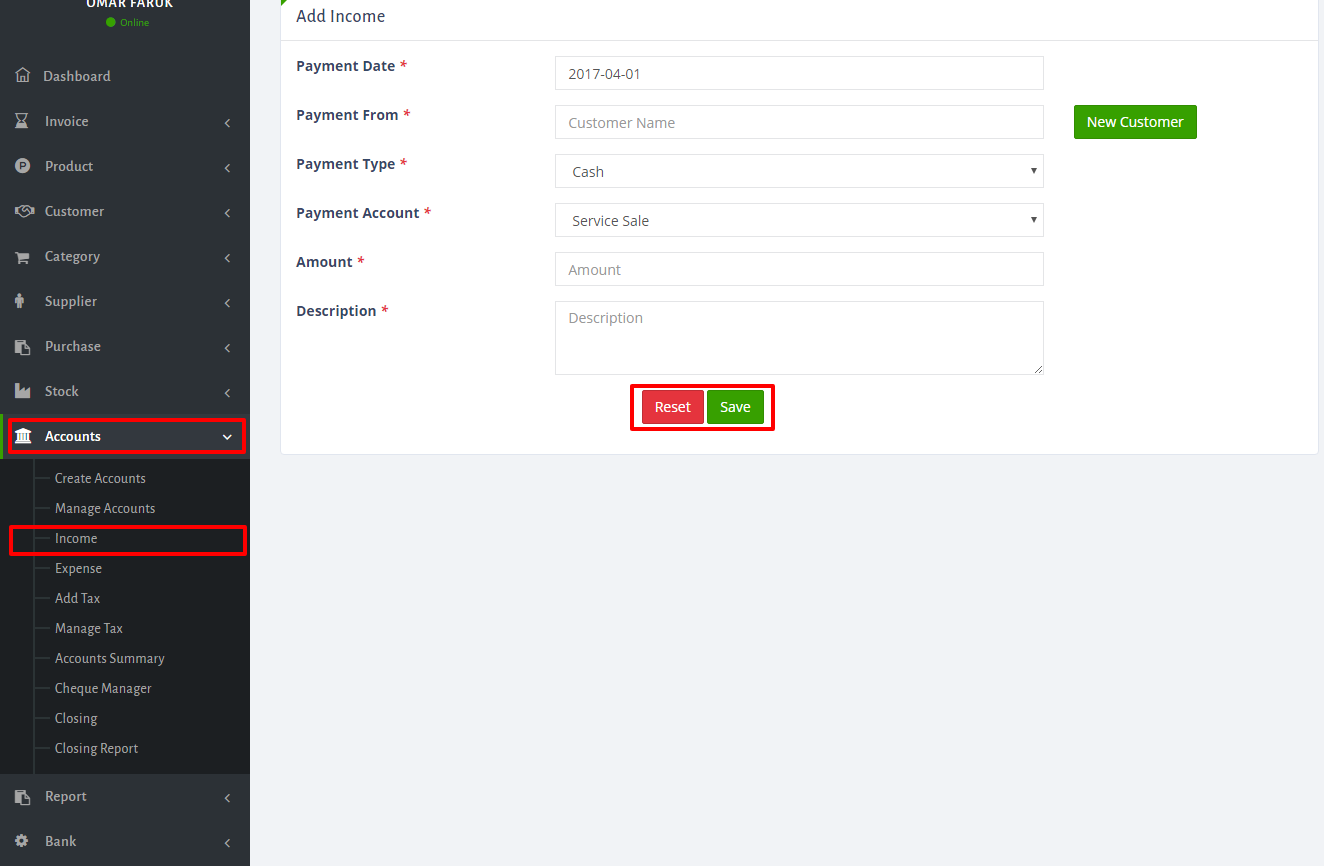 UMAR FARUK
Online
Dashboard
Invoice
Product
Customer
Category
Supplier
Purchase
Stock
Accounts
Create Accounts
Manage Accounts
Income
Expense
Add Tax
Manage Tax
Accounts Summary
Cheque Manager
Closing
Closing Report
Report
Bank
Add Income
Payment Date *
2017-04-01
Payment From *
Customer Name
New Customer
Payment Type *
Cash
Payment Account *
Service Sale
Amount *
Amount
Description *
Description
Reset Save